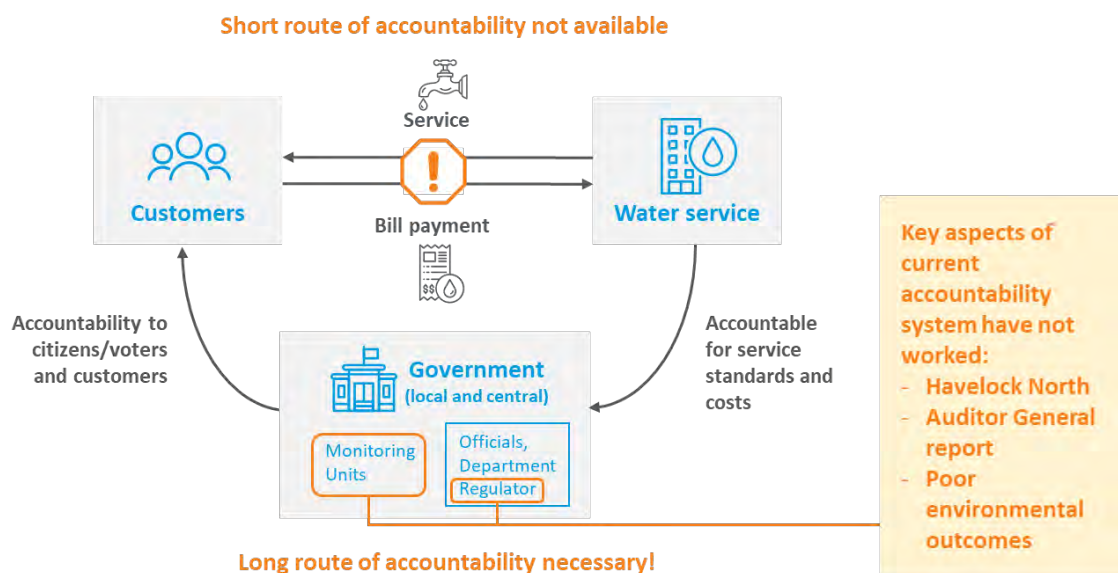 Short route of accountability not available
Service
Customers
Bill payment
$$
Water service
Accountability to
citizens/voters
and customers
Government
(local and central)
Monitoring
Units
Officials,
Department
Regulator
Accountable
for service
standards and
costs
Key aspects of
current
accountability
system have not
worked:
- Havelock North
- Auditor General
report
- Poor
environmental
outcomes
Long route of accountability necessary!